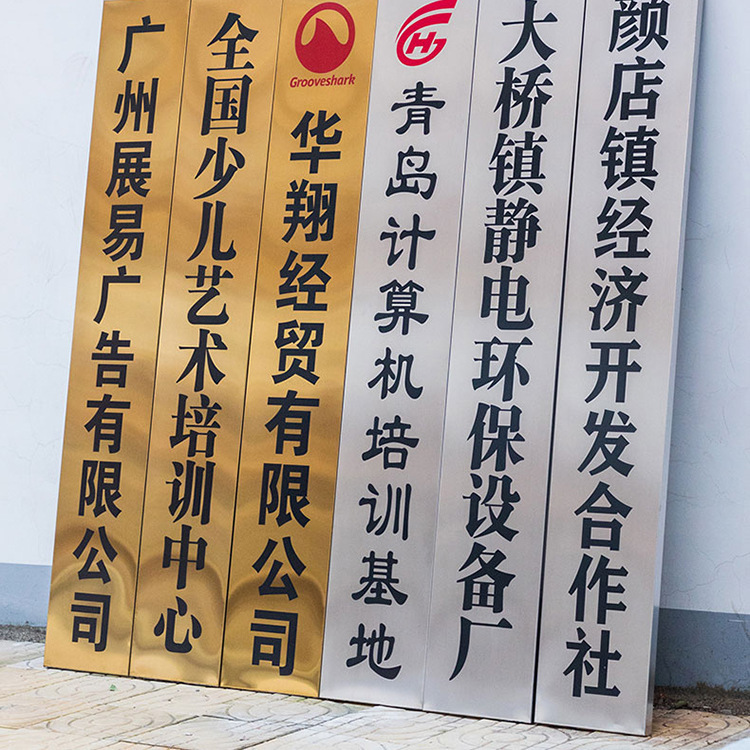 广州展易广告有限公司
全国少儿艺术培训中心
Grooveshark
华翔经贸有限公司
青岛计算机培训基地
大桥镇静电环保设备厂
颜店镇经济开发合作社